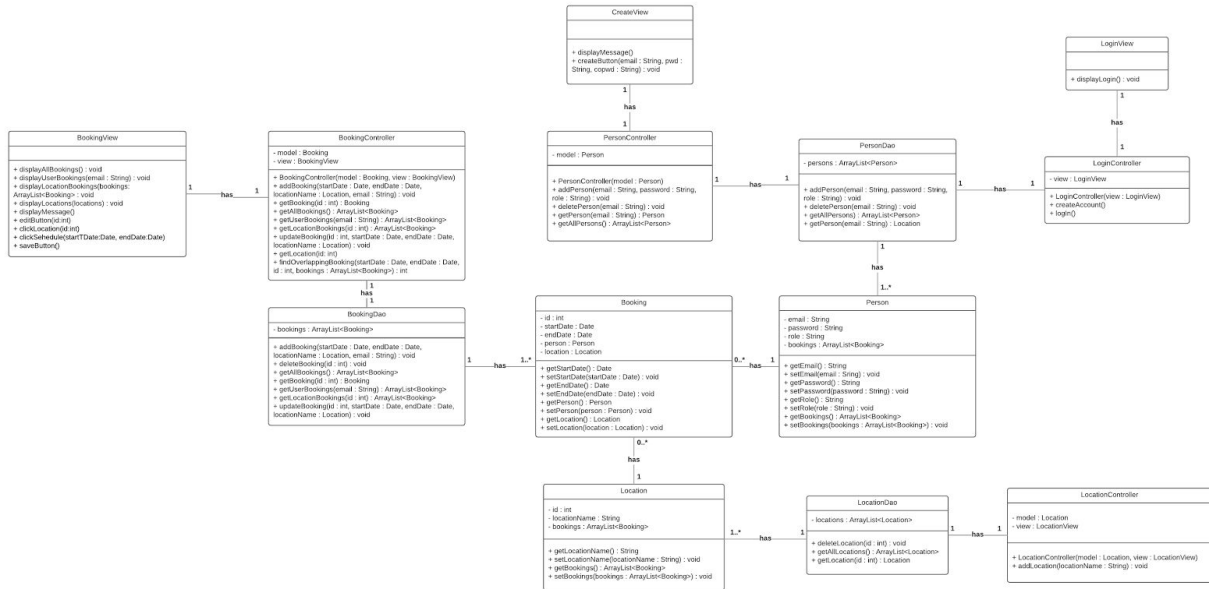 CreateView
+ displayMessage()
+ createButton(email : String, pwd :
String, copwd : String) : void
1
has
1
LoginView
+ displayLogin() : void
1
has
1
BookingView
+ displayAllBookings() : void
+ displayUserBookings(email : String) : void
+ displayLocationBookings(bookings:
ArrayList<Booking> : void
+ displayLocations(locations) : void
+ displayMessage()
+ editButton(id:int)
+ clickLocation(id:int)
+ clickSehedule(startTDate:Date, endDate:Date)
+ saveButton()
1
has
1
BookingController
- model : Booking
- view : BookingView
+ BookingController(model : Booking, view : BookingView)
+ addBooking(startDate : Date, endDate : Date,
locationName : Location, email : String) : void
+ getBooking(id : int) : Booking
+ getAllBookings() : ArrayList<Booking>
+ getUserBookings(email : String) : ArrayList<Booking>
+ getLocationBookings(id : int) : ArrayList<Booking>
+ updateBooking(id : int, startDate : Date, endDate : Date,
locationName : Location) : void
+ getLocation(id: int)
+ findOverlappingBooking(startDate : Date, endDate : Date,
id : int, bookings : ArrayList<Booking>) : int
1
has
1
PersonController
- model : Person
+ PersonController(model : Person)
+ addPerson(email : String, password : String,
role : String) : void
+ deletePerson(email : String) : void
+ getPerson(email : String) : Person
+ getAllPersons() : ArrayList<Person>
1
has
1
PersonDao
- persons : ArrayList<Person>
+ addPerson(email : String, password : String,
role : String) : void
+ deletePerson(email : String) : void
+ getAllPersons() : ArrayList<Person>
+ getPerson(email : String) : Location
1
has
1
LoginController
- view : LoginView
+ LoginController(view : LoginView)
+ createAccount()
+ login()
1
has
1..*
BookingDao
- bookings : ArrayList<Booking>
+ addBooking(startDate : Date, endDate : Date,
locationName : Location, email : String) : void
+ deleteBooking(id : int) : void
+ getAllBookings() : ArrayList<Booking>
+ getBooking(id : int) : Booking
+ getUserBookings(email : String) : ArrayList<Booking>
+ getLocationBookings(id : int) : ArrayList<Booking>
+ updateBooking(id : int, startDate : Date, endDate : Date,
locationName : Location) : void
1
has
1..*
Booking
- id : int
- startDate : Date
- endDate : Date
- person : Person
- location : Location
+ getStartDate() : Date
+ setStartDate(startDate : Date) : void
+ getEndDate() : Date
+ setEndDate(endDate : Date) : void
+ getPerson() : Person
+ setPerson(person : Person) : void
+ getLocation() : Location
+ setLocation(location : Location) : void
0..*
has
1
Person
- email : String
- password : String
- role : String
- bookings : ArrayList<Booking>
+ getEmail() : String
+ setEmail(email : Sring) : void
+ getPassword() : String
+ setPassword(password : String) : void
+ getRole() : String
+ setRole(role : String) : void
+ getBookings() : ArrayList<Booking>
+ setBookings(bookings : ArrayList<Booking>) : void
0..*
has
1
Location
- id : int
- locationName : String
- bookings : ArrayList<Booking>
+ getLocationName() : String
+ setLocationName(locationName : String) : void
+ getBookings() : ArrayList<Booking>
+ setBookings(bookings : ArrayList<Booking>) : void
1..*
has
1
LocationDao
- locations : ArrayList<Location>
+ deleteLocation(id : int) : void
+ getAllLocations() : ArrayList<Location>
+ getLocation(id : int) : Location
1
has
1
LocationController
- model : Location
- view : LocationView
+ LocationController(model : Location, view : LocationView)
+ addLocation(locationName : String) : void